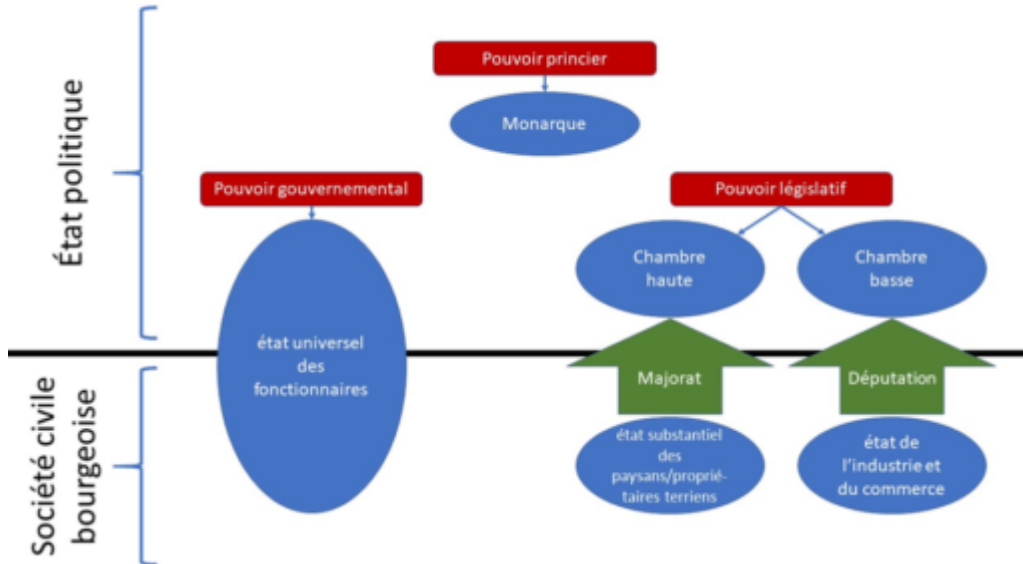 État politique
Pouvoir princier
Monarque
Pouvoir gouvernemental
Pouvoir législatif
Chambre
haute
Chambre
basse
état universel
des
fonctionnaires
Société civile
bourgeoise
Majorat
Députation
état substantiel
des
paysans/proprié-
taires terriens
état de
l'industrie et
du commerce